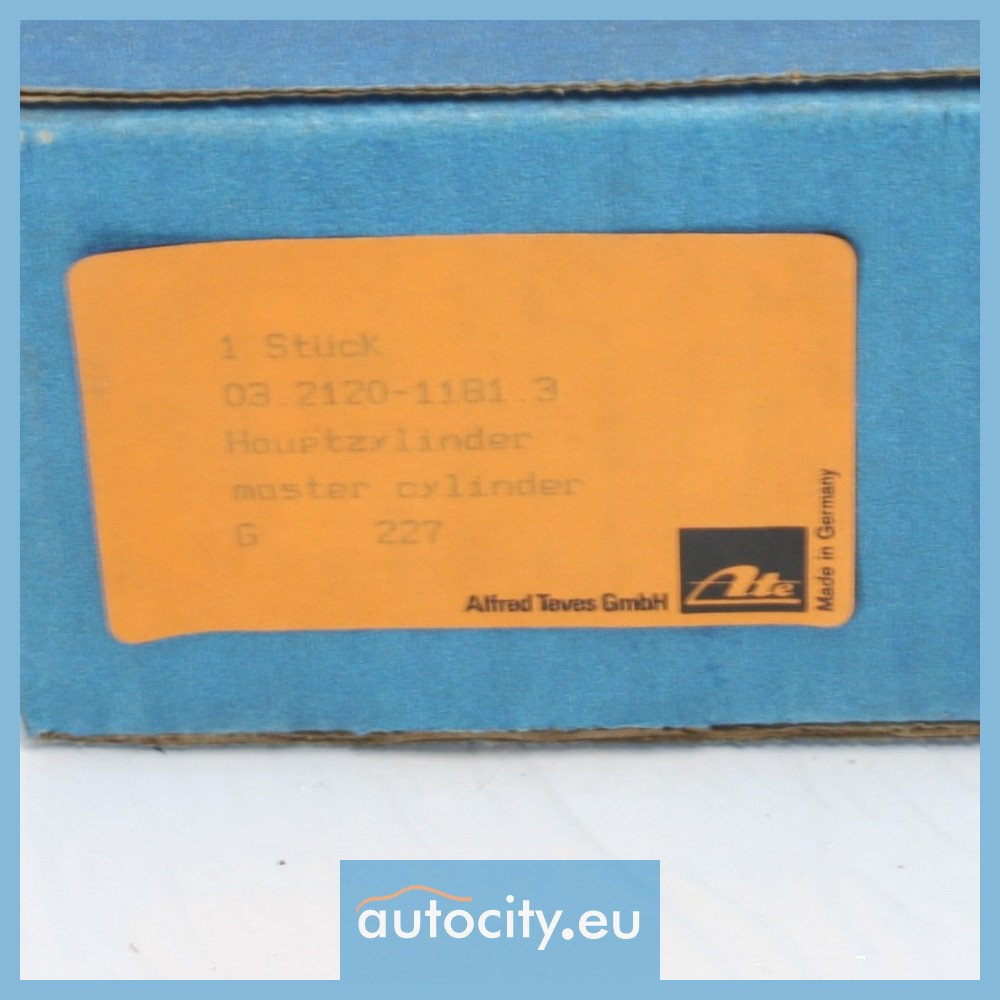 1 Stück
03.2120-1181.3
Hauptzylinder
master cylinder
G 227
Alfred Teves GmbH
Ate
Made in Germany
autocity.eu